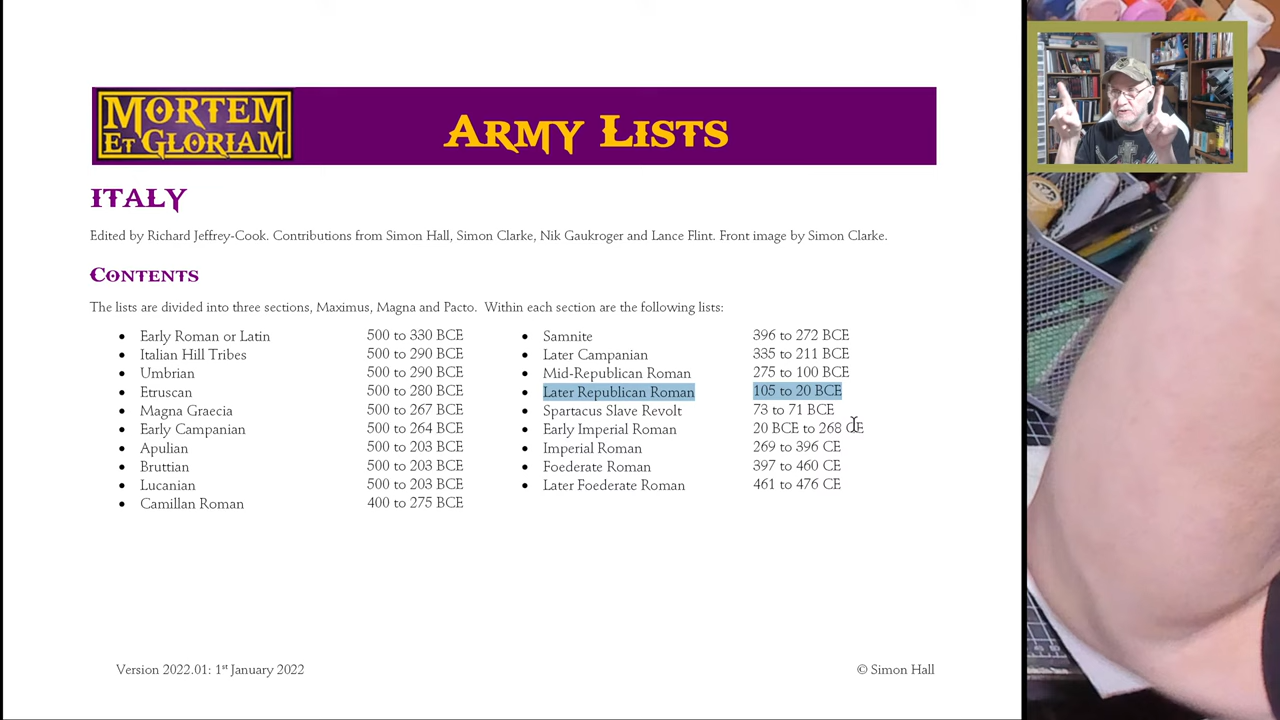 MORTEM
ET GLORIAM
ARMY LISTS
ITALY
Edited by Richard Jeffrey-Cook. Contributions from Simon Hall, Simon Clarke, Nik Gaukroger and Lance Flint. Front image by Simon Clarke.
CONTENTS
The lists are divided into three sections, Maximus, Magna and Pacto. Within each section are the following lists:
• Early Roman or Latin 500 to 330 BCE
• Italian Hill Tribes 500 to 290 BCE
• Umbrian 500 to 290 BCE
• Etruscan 500 to 280 BCE
• Magna Graecia 500 to 267 BCE
• Early Campanian 500 to 264 BCE
• Apulian 500 to 203 BCE
• Bruttian 500 to 203 BCE
• Lucanian 500 to 203 BCE
• Camillan Roman 400 to 275 BCE
• Samnite 396 to 272 BCE
• Later Campanian 335 to 211 BCE
• Mid-Republican Roman 275 to 100 BCE
• Later Republican Roman 105 to 20 BCE
• Spartacus Slave Revolt 73 to 71 BCE
• Early Imperial Roman 20 BCE to 268 CE
• Imperial Roman 269 to 396 CE
• Foederate Roman 397 to 460 CE
• Later Foederate Roman 461 to 476 CE
Version 2022.01: 1st January 2022
© Simon Hall